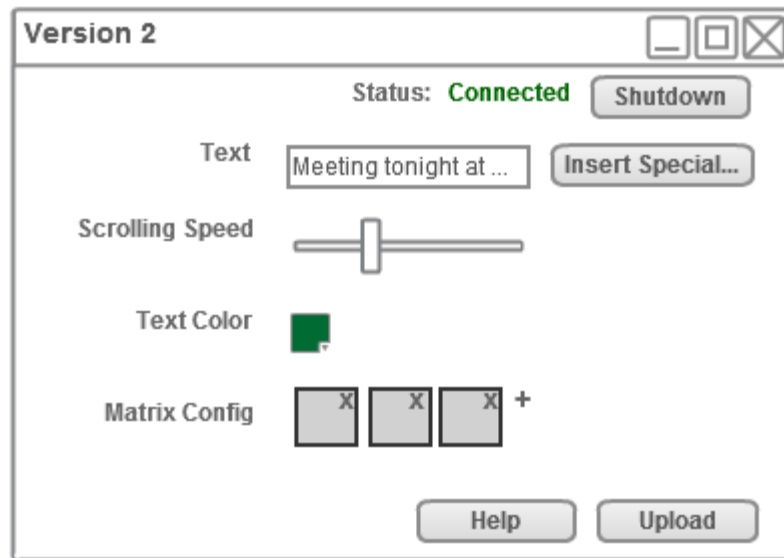 Version 2
Status: Connected Shutdown
Text Meeting tonight at ... Insert Special...
Scrolling Speed
Text Color
Matrix Config X X X +
Help Upload